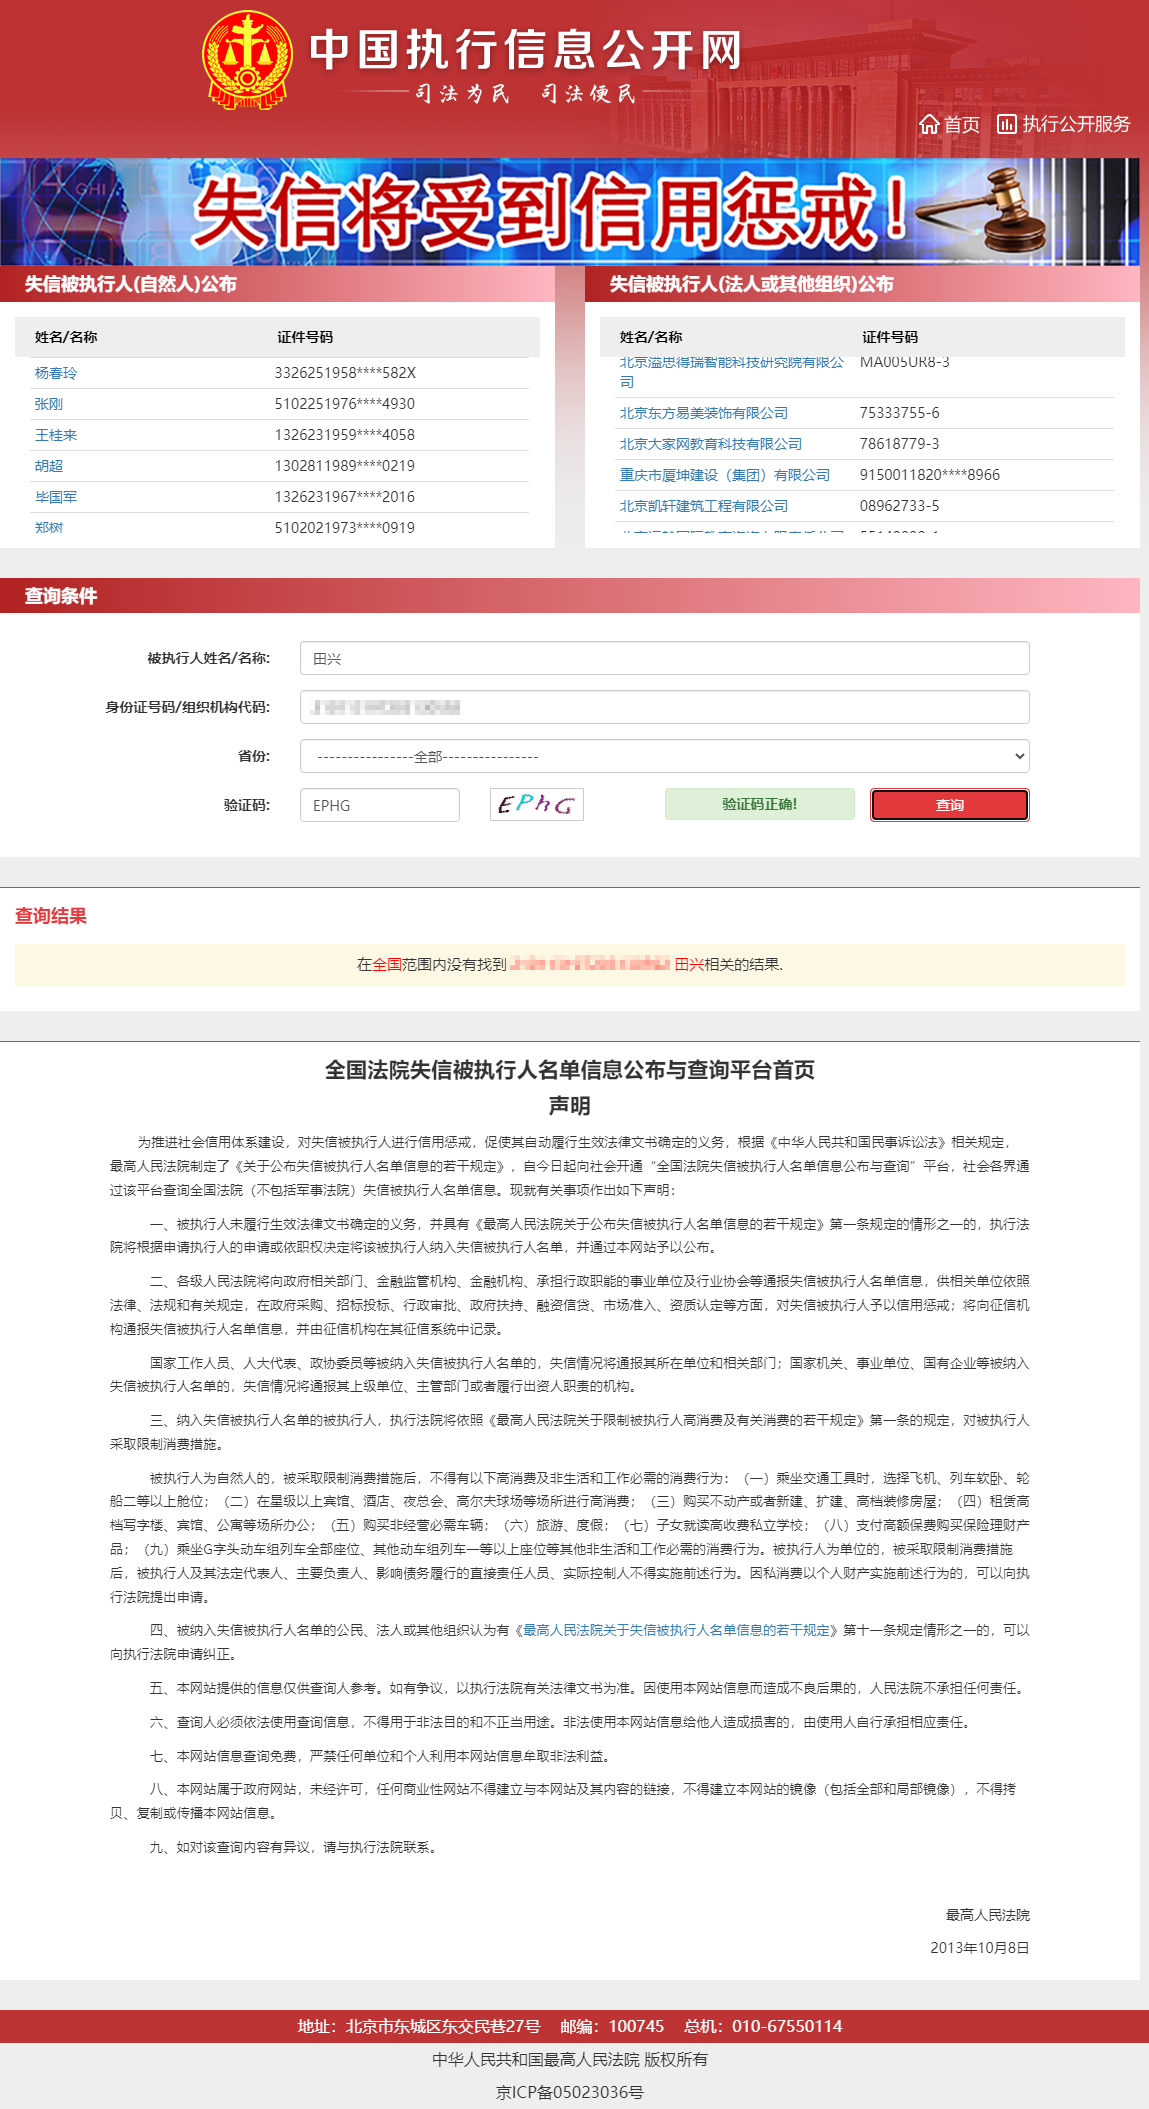 中国执行信息公开网
司法为民 司法便民
首页 执行公开服务
失信将受到信用惩戒！
失信被执行人(自然人)公布
姓名/名称 证件号码
杨春玲 3326251958****582X
张刚 5102251976****4930
王桂来 1326231959****4058
胡超 1302811989****0219
毕国军 1326231967****2016
郑树 5102021973****0919
失信被执行人(法人或其他组织)公布
姓名/名称 证件号码
北京溢思得瑞智能科技研究院有限公 MA005UR8-3
司
北京东方易美装饰有限公司 75333755-6
北京大家网教育科技有限公司 78618779-3
重庆市厦坤建设（集团）有限公司 9150011820****8966
北京凯轩建筑工程有限公司 08962733-5
查询条件
被执行人姓名/名称: 田兴
身份证号码/组织机构代码:
省份: ----------------全部----------------
验证码: EPHG EPhG 验证码正确! 查询
查询结果
在全国范围内没有找到 田兴相关的结果.
全国法院失信被执行人名单信息公布与查询平台首页
声明
为推进社会信用体系建设，对失信被执行人进行信用惩戒，促使其自动履行生效法律文书确定的义务，根据《中华人民共和国民事诉讼法》相关规定，
最高人民法院制定了《关于公布失信被执行人名单信息的若干规定》，自今日起向社会开通“全国法院失信被执行人名单信息公布与查询”平台，社会各界通
过该平台查询全国法院（不包括军事法院）失信被执行人名单信息。现就有关事项作出如下声明：
一、被执行人未履行生效法律文书确定的义务，并具有《最高人民法院关于公布失信被执行人名单信息的若干规定》第一条规定的情形之一的，执行法
院将根据申请执行人的申请或依职权决定将该被执行人纳入失信被执行人名单，并通过本网站予以公布。
二、各级人民法院将向政府相关部门、金融监管机构、金融机构、承担行政职能的事业单位及行业协会等通报失信被执行人名单信息，供相关单位依照
法律、法规和有关规定，在政府采购、招标投标、行政审批、政府扶持、融资信贷、市场准入、资质认定等方面，对失信被执行人予以信用惩戒；将向征信机
构通报失信被执行人名单信息，并由征信机构在其征信系统中记录。
国家工作人员、人大代表、政协委员等被纳入失信被执行人名单的，失信情况将通报其所在单位和相关部门；国家机关、事业单位、国有企业等被纳入
失信被执行人名单的，失信情况将通报其上级单位、主管部门或者履行出资人职责的机构。
三、纳入失信被执行人名单的被执行人，执行法院将依照《最高人民法院关于限制被执行人高消费及有关消费的若干规定》第一条的规定，对被执行人
采取限制消费措施。
被执行人为自然人的，被采取限制消费措施后，不得有以下高消费及非生活和工作必需的消费行为：（一）乘坐交通工具时，选择飞机、列车软卧、轮
船二等以上舱位；（二）在星级以上宾馆、酒店、夜总会、高尔夫球场等场所进行高消费；（三）购买不动产或者新建、扩建、高档装修房屋；（四）租赁高
档写字楼、宾馆、公寓等场所办公；（五）购买非经营必需车辆；（六）旅游、度假；（七）子女就读高收费私立学校；（八）支付高额保费购买保险理财产
品；（九）乘坐G字头动车组列车全部座位、其他动车组列车一等以上座位等其他非生活和工作必需的消费行为。被执行人为单位的，被采取限制消费措施
后，被执行人及其法定代表人、主要负责人、影响债务履行的直接责任人员、实际控制人不得实施前述行为。因私消费以个人财产实施前述行为的，可以向执
行法院提出申请。
四、被纳入失信被执行人名单的公民、法人或其他组织认为有《最高人民法院关于失信被执行人名单信息的若干规定》第十一条规定情形之一的，可以
向执行法院申请纠正。
五、本网站提供的信息仅供查询人参考。如有争议，以执行法院有关法律文书为准。因使用本网站信息而造成不良后果的，人民法院不承担任何责任。
六、查询人必须依法使用查询信息，不得用于非法目的和不正当用途。非法使用本网站信息给他人造成损害的，由使用人自行承担相应责任。
七、本网站信息查询免费，严禁任何单位和个人利用本网站信息牟取非法利益。
八、本网站属于政府网站，未经许可，任何商业性网站不得建立与本网站及其内容的链接，不得建立本网站的镜像（包括全部和局部镜像），不得拷
贝、复制或传播本网站信息。
九、如对该查询内容有异议，请与执行法院联系。
最高人民法院
2013年10月8日
地址：北京市东城区东交民巷27号 邮编：100745 总机：010-67550114
中华人民共和国最高人民法院 版权所有
京ICP备05023036号